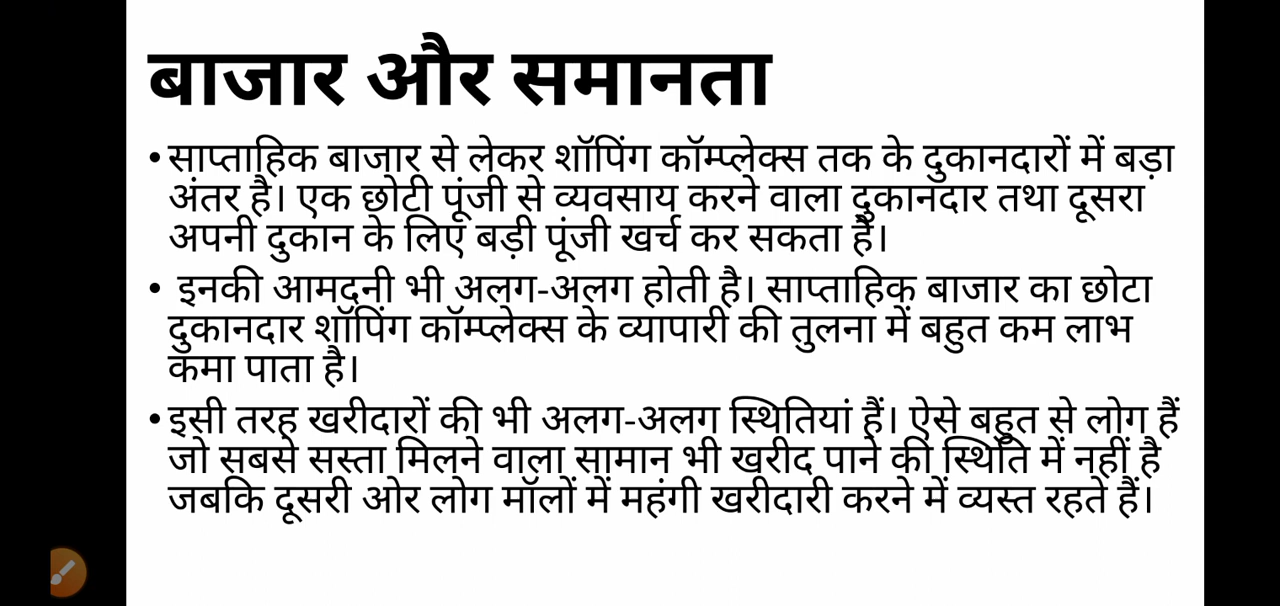 बाजार और समानता
• साप्ताहिक बाजार से लेकर शॉपिंग कॉम्प्लेक्स तक के दुकानदारों में बड़ा
अंतर है। एक छोटी पूंजी से व्यवसाय करने वाला दुकानदार तथा दूसरा
अपनी दुकान के लिए बड़ी पूंजी खर्च कर सकता है।
• इनकी आमदनी भी अलग-अलग होती है। साप्ताहिक बाजार का छोटा
दुकानदार शॉपिंग कॉम्प्लेक्स के व्यापारी की तुलना में बहुत कम लाभ
कमा पाता है।
• इसी तरह खरीदारों की भी अलग-अलग स्थितियां हैं। ऐसे बहुत से लोग हैं
जो सबसे सस्ता मिलने वाला सामान भी खरीद पाने की स्थिति में नहीं है
जबकि दूसरी ओर लोग मॉलों में महंगी खरीदारी करने में व्यस्त रहते हैं।